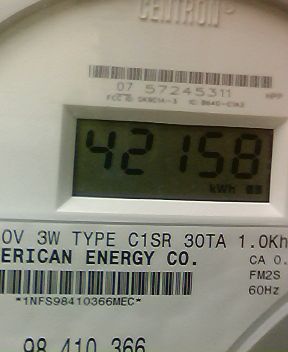 CENTRON®
07 57245311 HPP
42158
kWh
0V 3W TYPE C1SR 30TA 1.0Kh
ERICAN ENERGY CO. CA 0.
FM2S
*1NFS98410366MEC* 60Hz
98 410 366